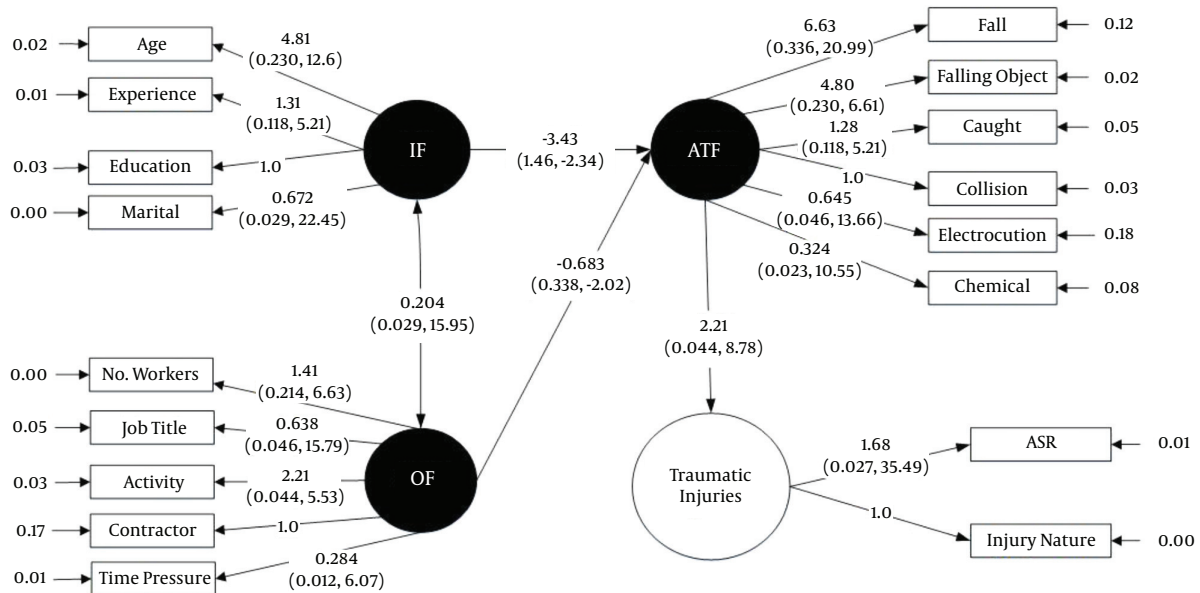 0.02
Age
4.81
(0.230, 12.6)
0.01
Experience
1.31
(0.118, 5.21)
0.03
Education
1.0
0.00
Marital
0.672
(0.029, 22.45)
IF
-3.43
(1.46, -2.34)
ATF
6.63
(0.336, 20.99)
Fall
0.12
4.80
(0.230, 6.61)
Falling Object
0.02
1.28
(0.118, 5.21)
Caught
0.05
1.0
Collision
0.03
0.645
(0.046, 13.66)
Electrocution
0.18
0.324
(0.023, 10.55)
Chemical
0.08
0.204
(0.029, 15.95)
-0.683
(0.338, -2.02)
2.21
(0.044, 8.78)
0.00
No. Workers
1.41
(0.214, 6.63)
0.05
Job Title
0.638
(0.046, 15.79)
0.03
Activity
2.21
(0.044, 5.53)
0.17
Contractor
1.0
0.01
Time Pressure
0.284
(0.012, 6.07)
OF
Traumatic
Injuries
1.68
(0.027, 35.49)
ASR
0.01
1.0
Injury Nature
0.00